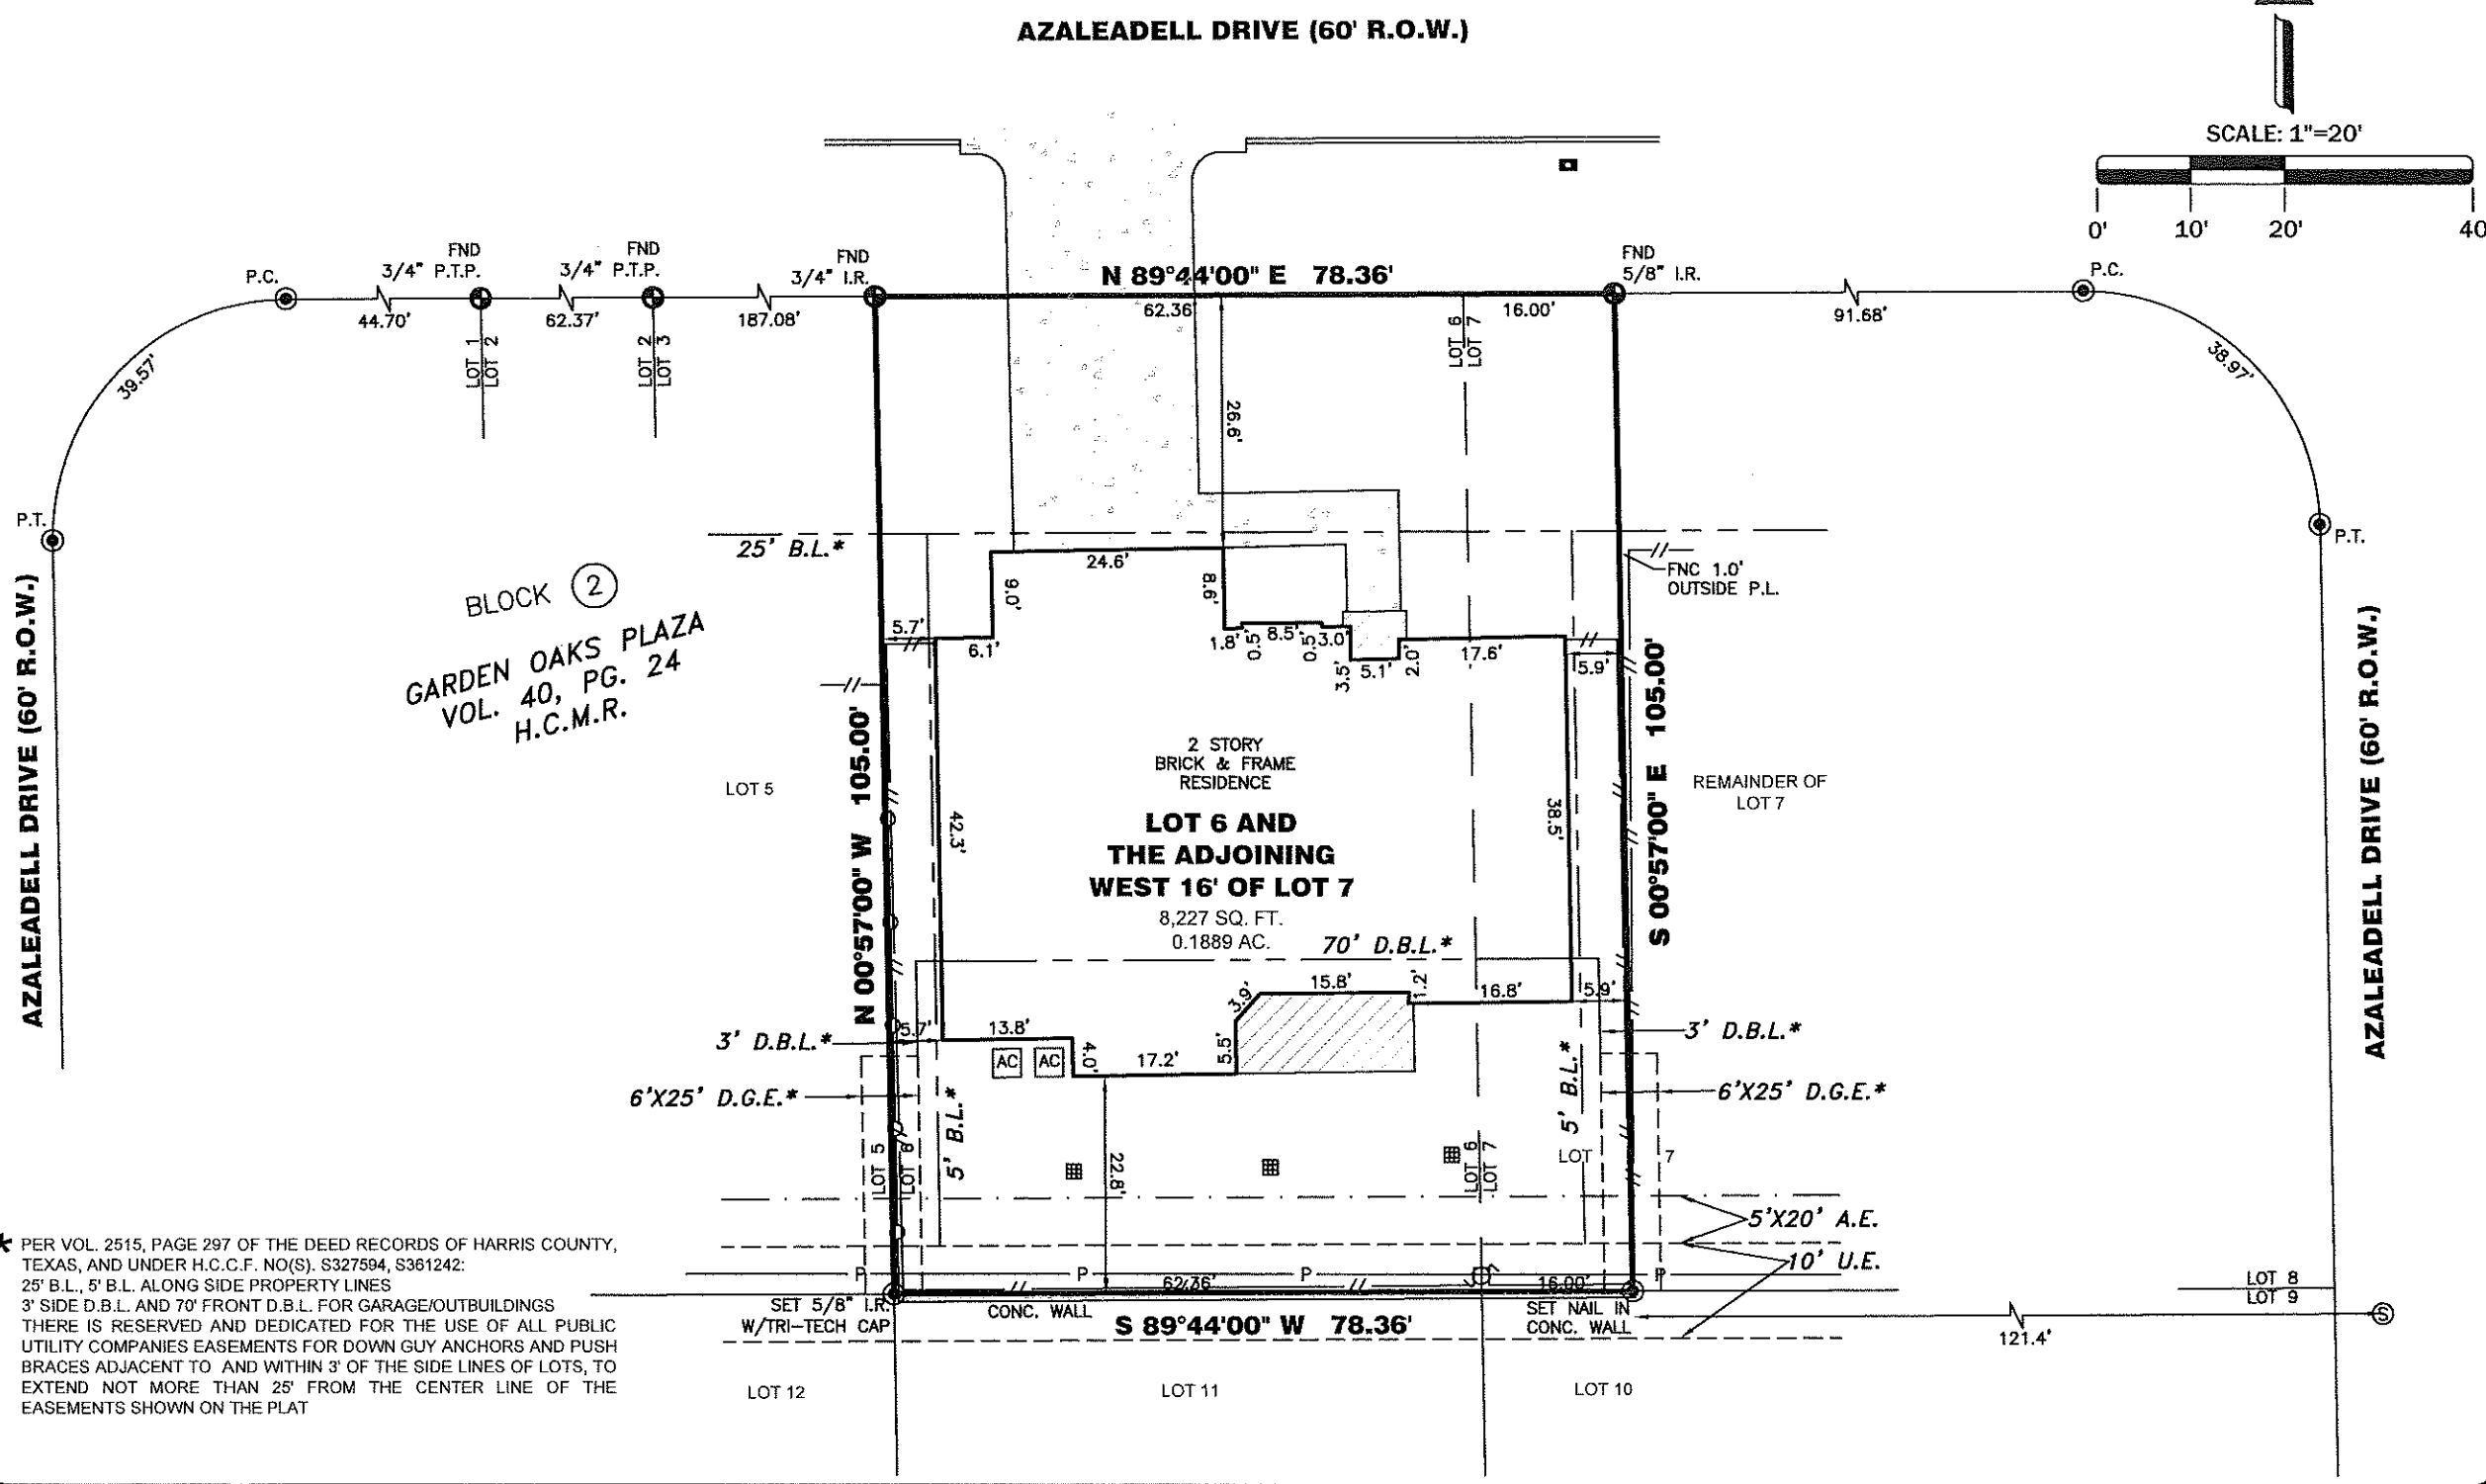 AZALEADELL DRIVE (60' R.O.W.)
SCALE: 1"=20'
0' 10' 20' 40
P.C.
FND
3/4" P.T.P.
FND
3/4" P.T.P.
FND
3/4" I.R.
N 89°44'00" E 78.36'
FND
5/8" I.R.
P.C.
44.70'
62.37'
187.08'
62.36'
16.00'
91.68'
39.57'
38.97'
LOT 1
LOT 2
LOT 2
LOT 3
LOT 6
LOT 7
26.6'
P.T.
P.T.
25' B.L.*
24.6'
9.0'
8.6'
FNC 1.0'
OUTSIDE P.L.
BLOCK 2
GARDEN OAKS PLAZA
VOL. 40, PG. 24
H.C.M.R.
5.7'
6.1'
1.8'
0.5'
8.5'
0.5'
3.0'
3.5'
5.1'
2.0'
17.6'
5.9'
AZALEADELL DRIVE (60' R.O.W.)
N 00°57'00" W 105.00'
S 00°57'00" E 105.00'
AZALEADELL DRIVE (60' R.O.W.)
2 STORY
BRICK & FRAME
RESIDENCE
LOT 5
REMAINDER OF
LOT 7
42.3'
38.5'
LOT 6 AND
THE ADJOINING
WEST 16' OF LOT 7
8,227 SQ. FT.
0.1889 AC.
70' D.B.L.*
15.8'
1.2'
3.9'
16.8'
5.9'
3' D.B.L.*
5.7'
13.8'
AC
AC
4.0'
17.2'
5.5'
3' D.B.L.*
6'X25' D.G.E.*
5' B.L.*
5' B.L.*
6'X25' D.G.E.*
LOT 5
LOT 6
22.8'
LOT 6
LOT 7
LOT 7
5'X20' A.E.
10' U.E.
P P P P
62.36'
16.00'
SET 5/8" I.R.
W/TRI-TECH CAP
CONC. WALL
S 89°44'00" W 78.36'
SET NAIL IN
CONC. WALL
LOT 8
LOT 9
S
121.4'
LOT 12
LOT 11
LOT 10
* PER VOL. 2515, PAGE 297 OF THE DEED RECORDS OF HARRIS COUNTY,
TEXAS, AND UNDER H.C.C.F. NO(S). S327594, S361242:
25' B.L., 5' B.L. ALONG SIDE PROPERTY LINES
3' SIDE D.B.L. AND 70' FRONT D.B.L. FOR GARAGE/OUTBUILDINGS
THERE IS RESERVED AND DEDICATED FOR THE USE OF ALL PUBLIC
UTILITY COMPANIES EASEMENTS FOR DOWN GUY ANCHORS AND PUSH
BRACES ADJACENT TO AND WITHIN 3' OF THE SIDE LINES OF LOTS, TO
EXTEND NOT MORE THAN 25' FROM THE CENTER LINE OF THE
EASEMENTS SHOWN ON THE PLAT